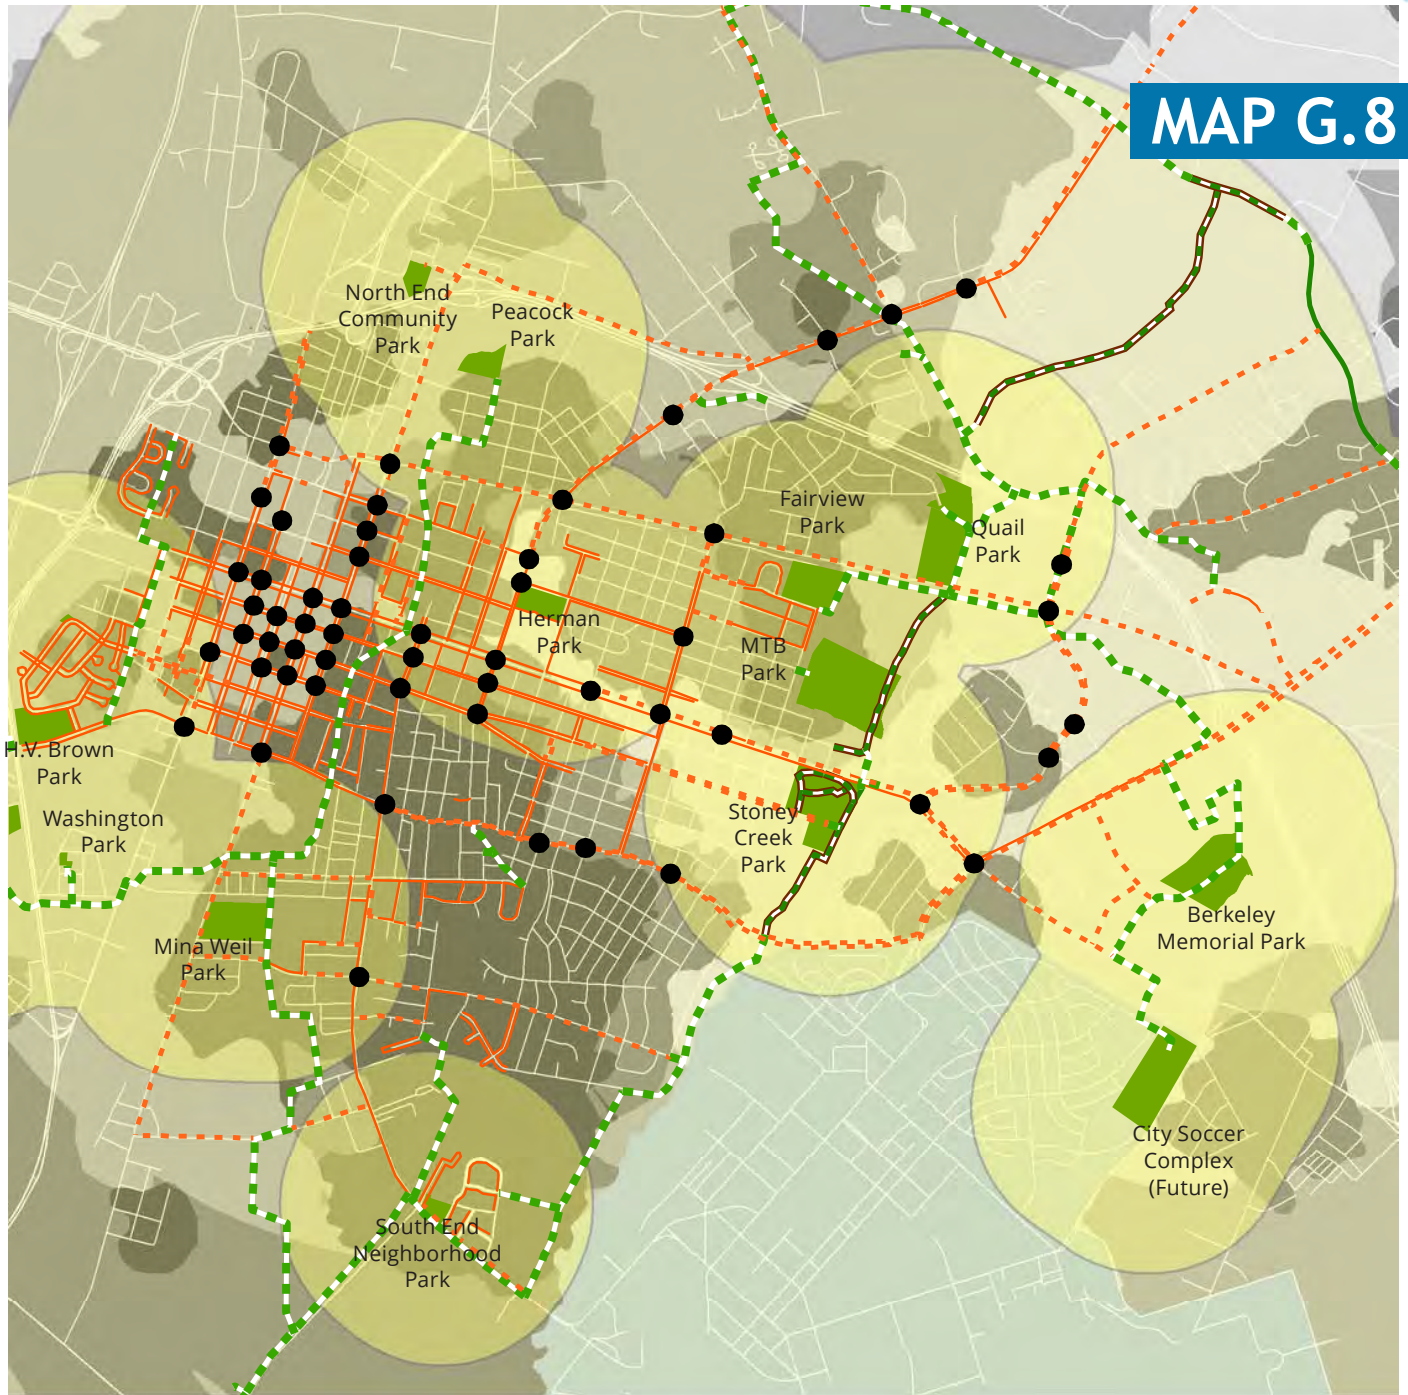 MAP G.8
North End
Community
Park
Peacock
Park
Fairview
Park
Quail
Park
Herman
Park
MTB
Park
H.V. Brown
Park
Washington
Park
Stoney
Creek
Park
Mina Weil
Park
Berkeley
Memorial Park
City Soccer
Complex
(Future)
South End
Neighborhood
Park